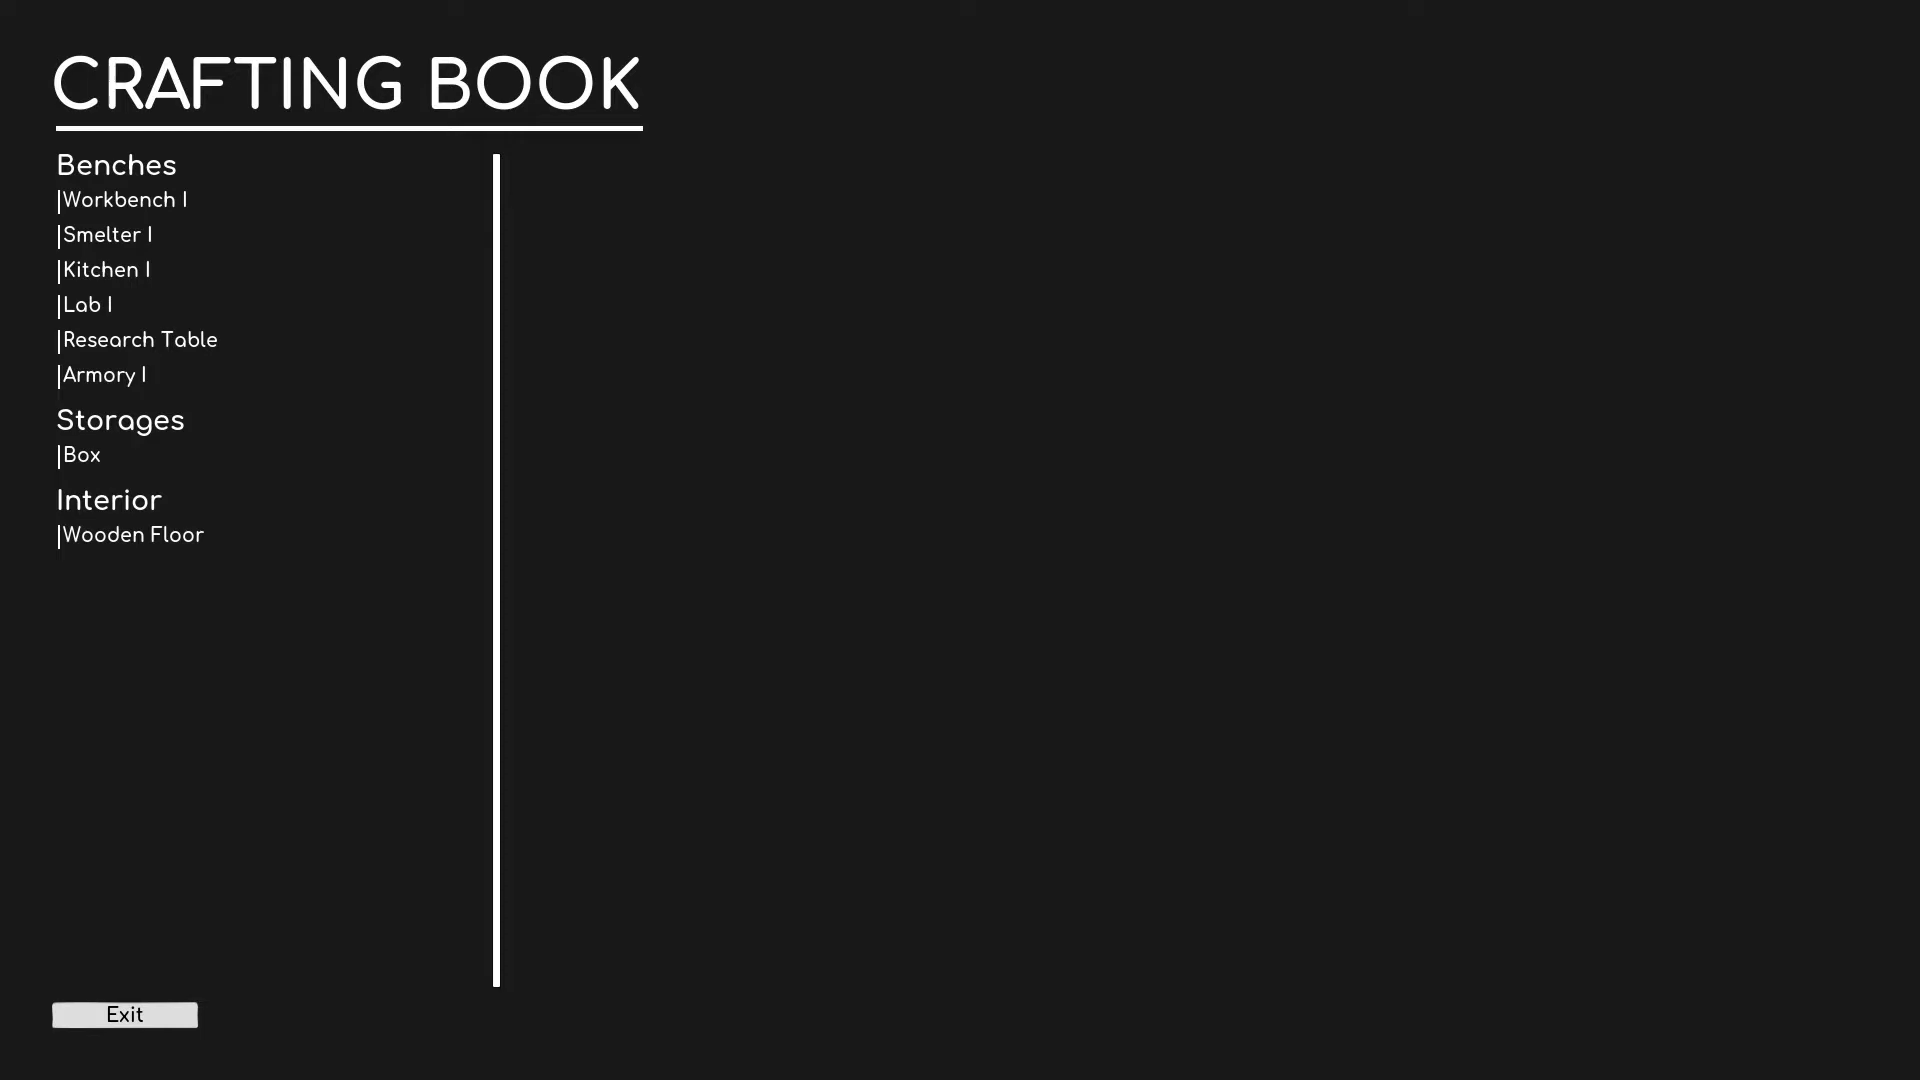 CRAFTING BOOK
Benches
Workbench I
Smelter I
Kitchen I
Lab I
Research Table
Armory I
Storages
Box
Interior
Wooden Floor
Exit